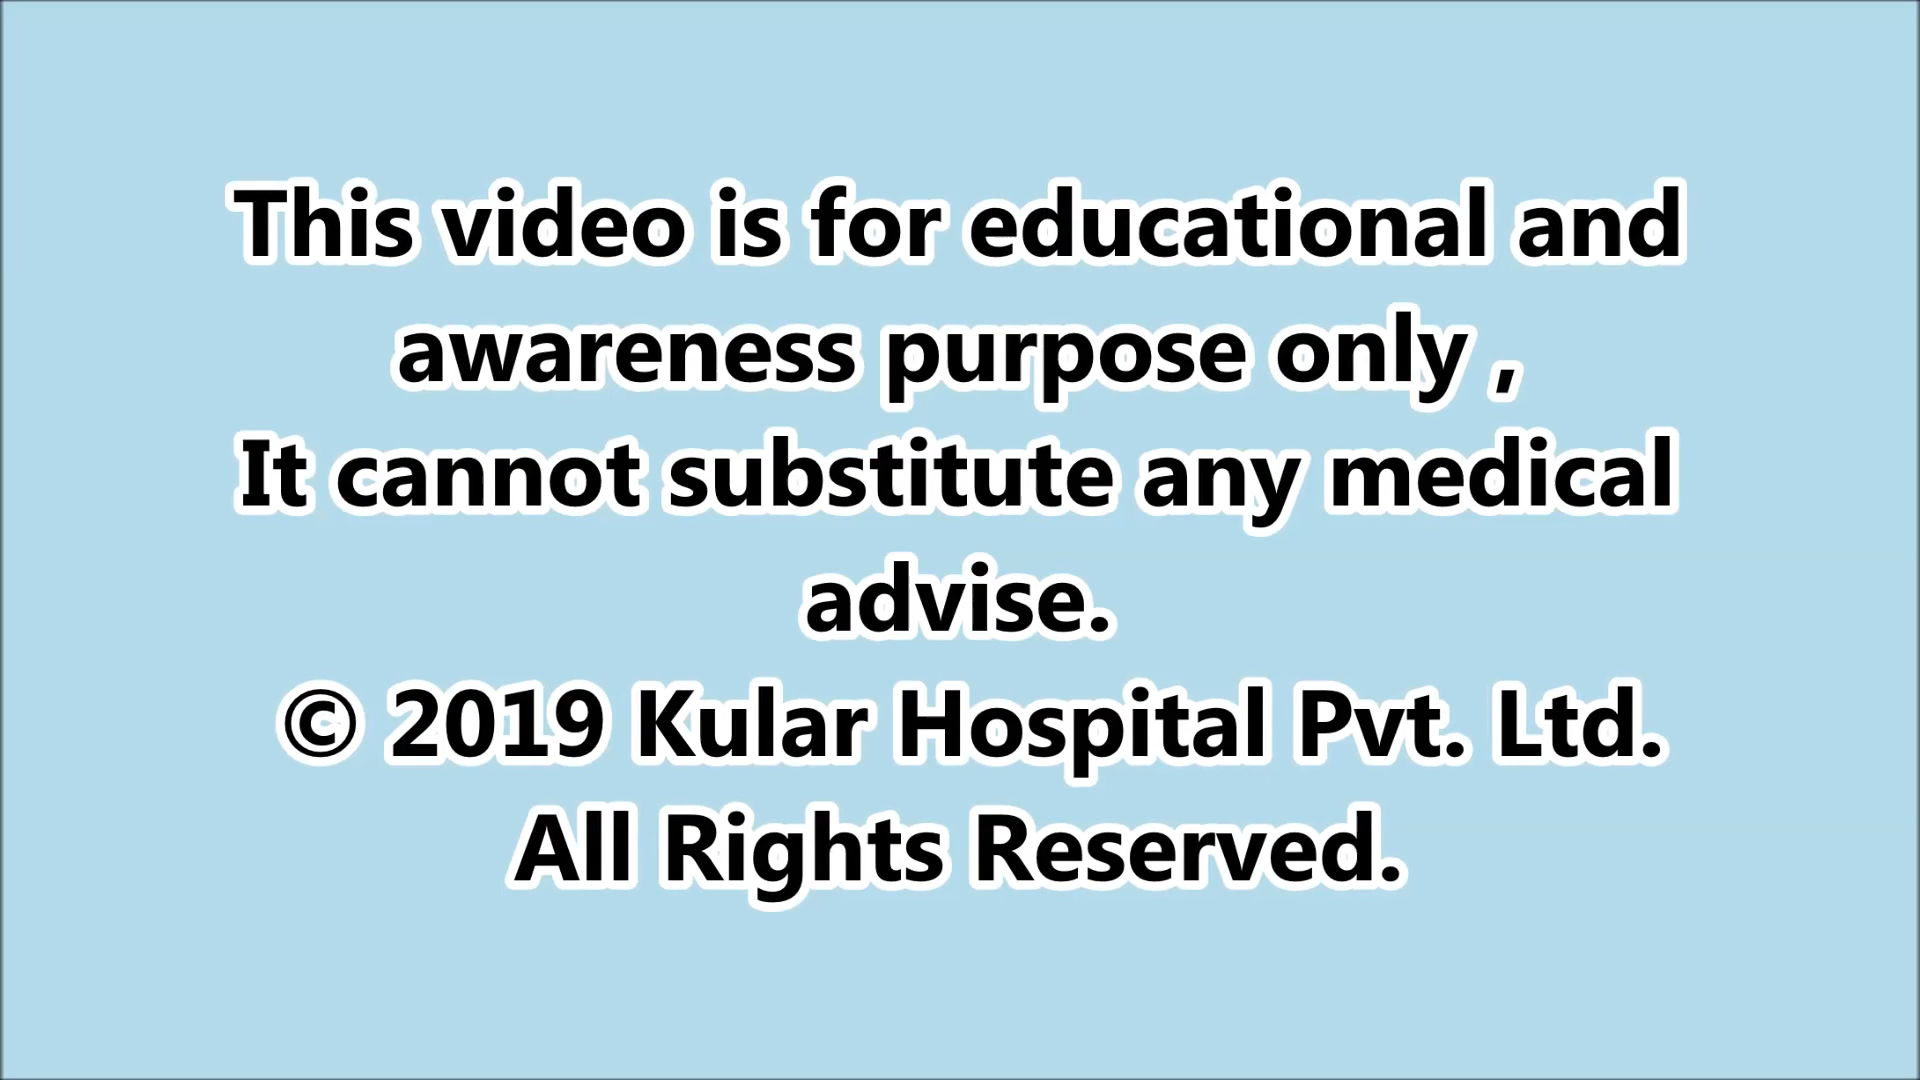 This video is for educational and
awareness purpose only ,
It cannot substitute any medical
advise.
© 2019 Kular Hospital Pvt. Ltd.
All Rights Reserved.